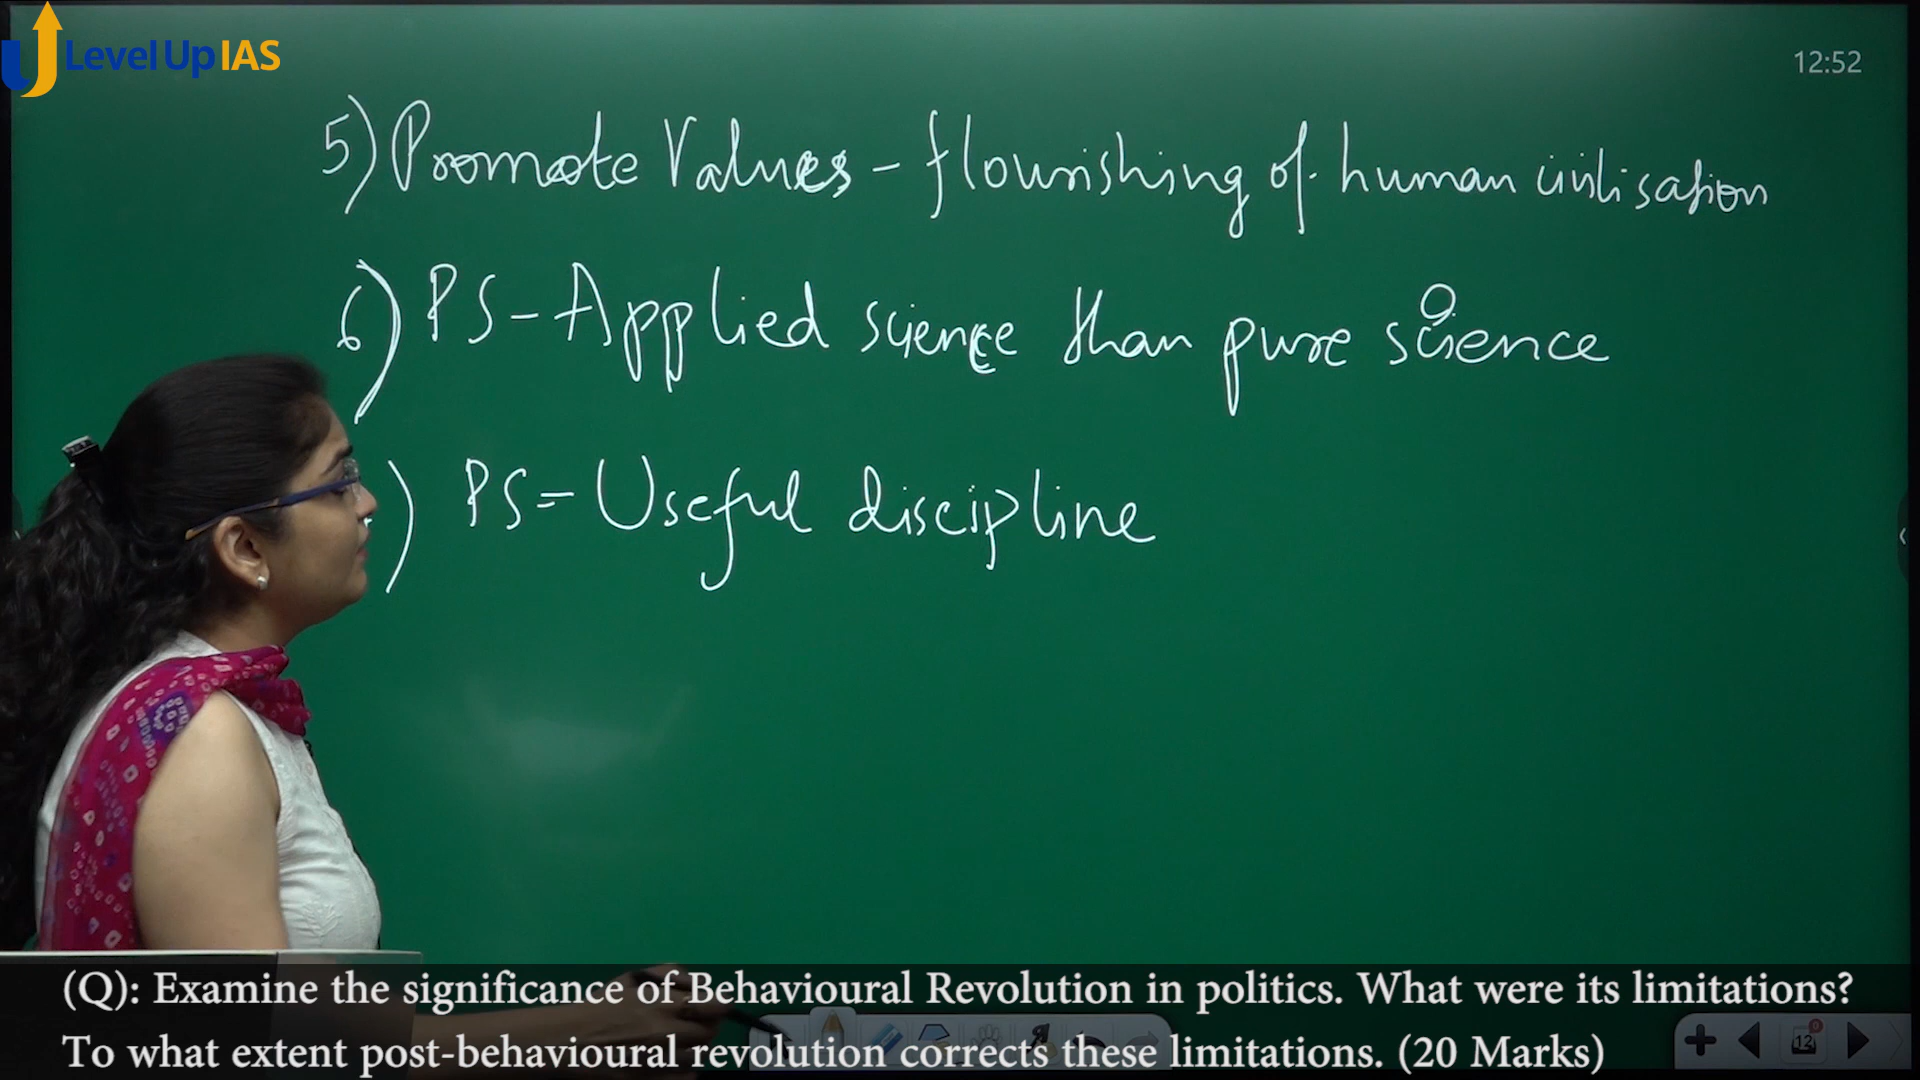 Level Up IAS
12:52
5) Promote Values - flourishing of human civilisation
6) PS - Applied science than pure science
) PS = Useful discipline
(Q): Examine the significance of Behavioural Revolution in politics. What were its limitations?
To what extent post-behavioural revolution corrects these limitations. (20 Marks)
12